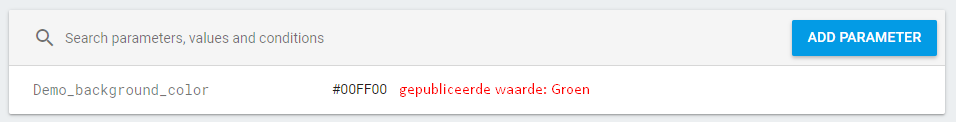 Search parameters, values and conditions ADD PARAMETER
Demo_background_color #00FF00 gepubliceerde waarde: Groen